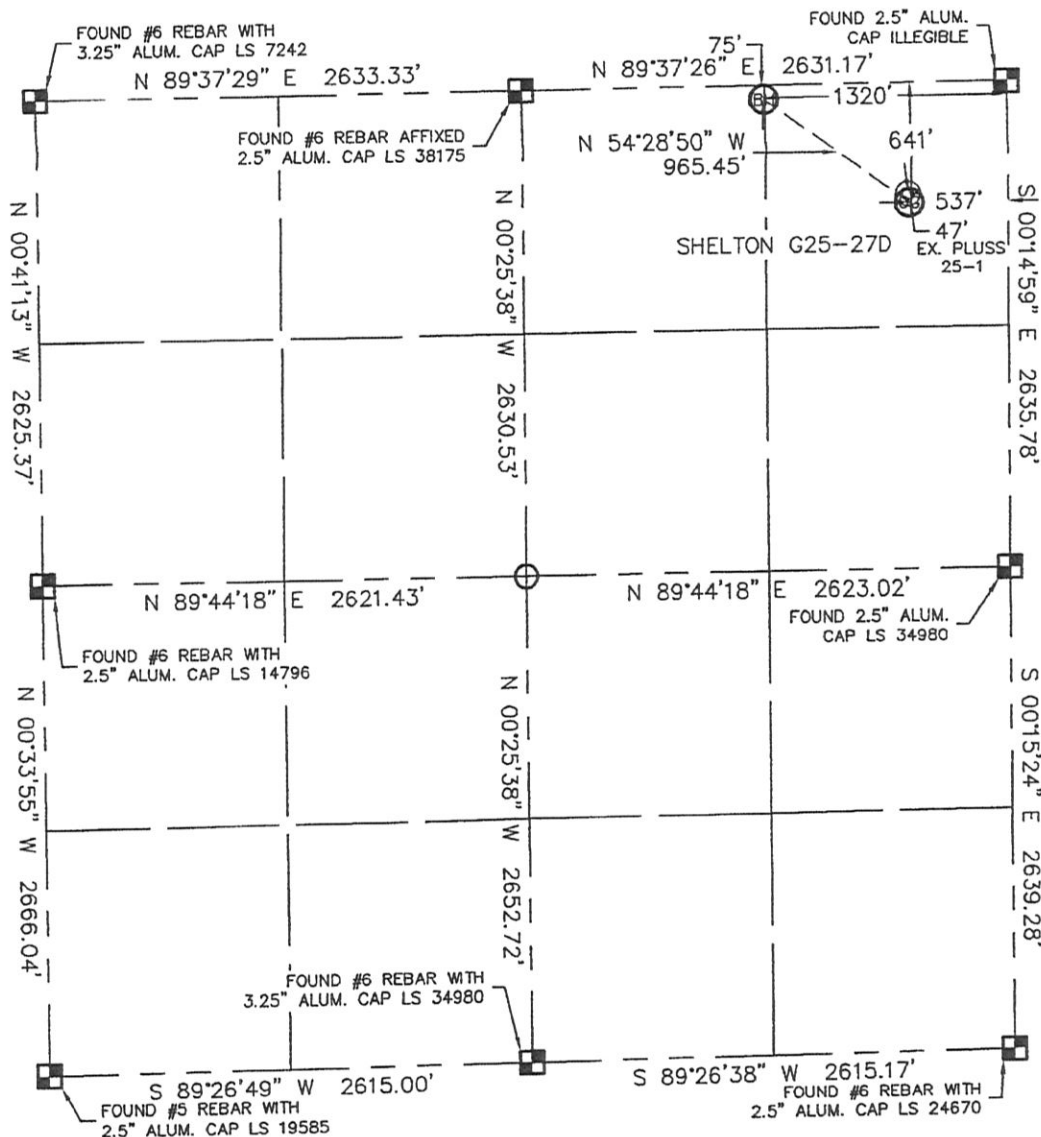 FOUND #6 REBAR WITH
3.25" ALUM. CAP LS 7242
N 89°37'29" E 2633.33'
FOUND 2.5" ALUM.
CAP ILLEGIBLE
75'
N 89°37'26" E 2631.17'
1320'
FOUND #6 REBAR AFFIXED
2.5" ALUM. CAP LS 38175
N 54°28'50" W
965.45'
641'
537'
47'
EX. PLUSS
25-1
SHELTON G25-27D
N 00°41'13" W 2625.37'
N 00°25'38" W 2630.53'
S 00°14'59" E 2635.78'
N 89°44'18" E 2621.43'
N 89°44'18" E 2623.02'
FOUND 2.5" ALUM.
CAP LS 34980
FOUND #6 REBAR WITH
2.5" ALUM. CAP LS 14796
N 00°33'55" W 2666.04'
N 00°25'38" W 2652.72'
S 00°15'24" E 2639.28'
FOUND #6 REBAR WITH
3.25" ALUM. CAP LS 34980
S 89°26'49" W 2615.00'
S 89°26'38" W 2615.17'
FOUND #5 REBAR WITH
2.5" ALUM. CAP LS 19585
FOUND #6 REBAR WITH
2.5" ALUM. CAP LS 24670